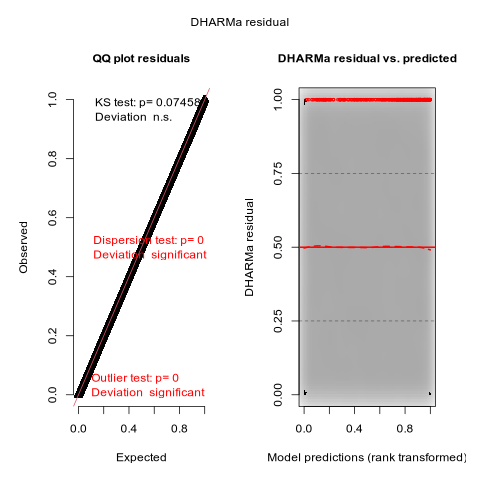 DHARMa residual
QQ plot residuals
KS test: p= 0.07458
Deviation n.s.
Dispersion test: p= 0
Deviation significant
Outlier test: p= 0
Deviation significant
Observed
0.0
0.2
0.4
0.6
0.8
1.0
0.0
0.4
0.8
Expected
DHARMa residual vs. predicted
DHARMa residual
0.00
0.25
0.50
0.75
1.00
0.0
0.4
0.8
Model predictions (rank transformed)